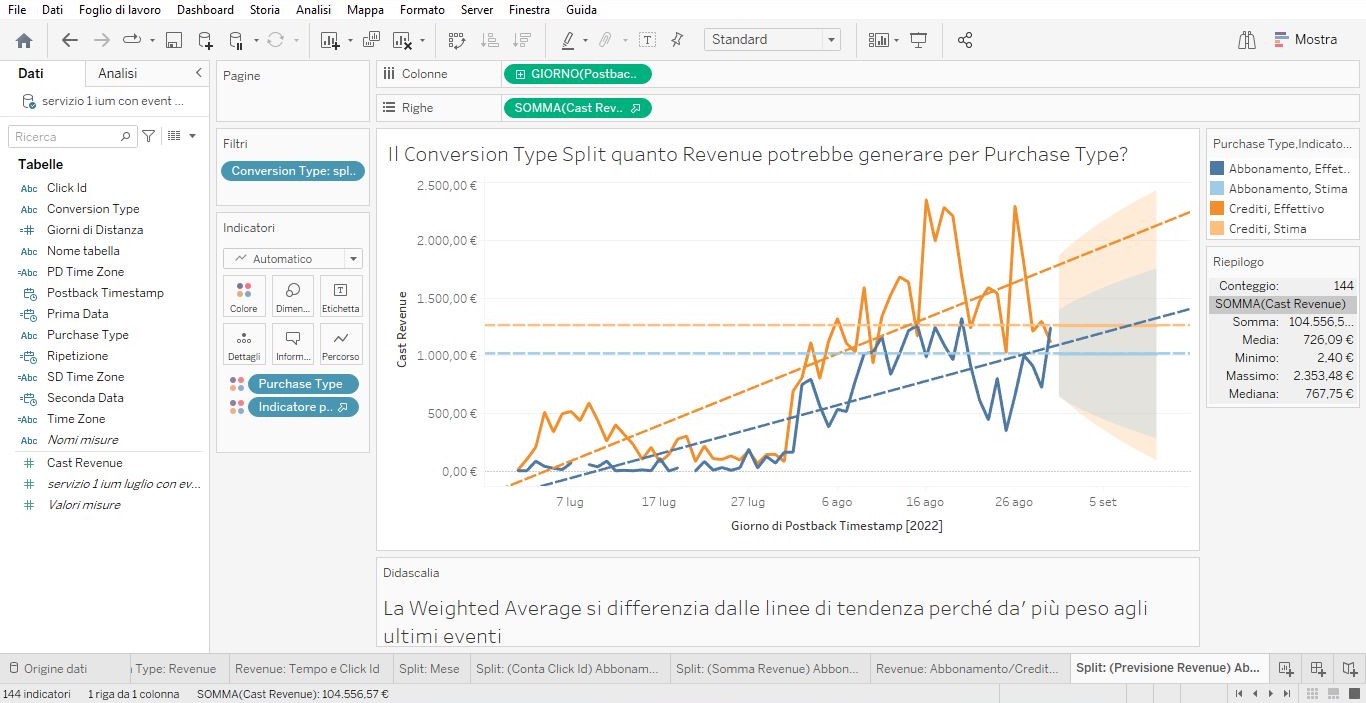 File Dati Foglio di lavoro Dashboard Storia Analisi Mappa Formato Server Finestra Guida
Standard
Mostra
Dati Analisi
servizio 1 ium con event ...
Ricerca
Tabelle
Abc Click Id
Abc Conversion Type
=# Giorni di Distanza
Abc Nome tabella
=Abc PD Time Zone
Postback Timestamp
Prima Data
Abc Purchase Type
Ripetizione
=Abc SD Time Zone
Seconda Data
=Abc Time Zone
Abc Nomi misure
# Cast Revenue
# servizio 1 ium luglio con ev...
# Valori misure
Pagine
Filtri
Conversion Type: spl..
Indicatori
Automatico
Colore Dimen... Etichetta
Dettagli Inform... Percorso
Purchase Type
Indicatore p..
Colonne GIORNO(Postbac..
Righe SOMMA(Cast Rev..
Il Conversion Type Split quanto Revenue potrebbe generare per Purchase Type?
Cast Revenue
2.500,00 €
2.000,00 €
1.500,00 €
1.000,00 €
500,00 €
0,00 €
7 lug 17 lug 27 lug 6 ago 16 ago 26 ago 5 set
Giorno di Postback Timestamp [2022]
Didascalia
La Weighted Average si differenzia dalle linee di tendenza perché da’ più peso agli
ultimi eventi
Purchase Type,Indicato...
Abbonamento, Effet..
Abbonamento, Stima
Crediti, Effettivo
Crediti, Stima
Riepilogo
Conteggio: 144
SOMMA(Cast Revenue)
Somma: 104.556,5...
Media: 726,09 €
Minimo: 2,40 €
Massimo: 2.353,48 €
Mediana: 767,75 €
Origine dati Type: Revenue Revenue: Tempo e Click Id Split: Mese Split: (Conta Click Id) Abbonam... Split: (Somma Revenue) Abbon... Revenue: Abbonamento/Credit... Split: (Previsione Revenue) Ab...
144 indicatori 1 riga da 1 colonna SOMMA(Cast Revenue): 104.556,57 €